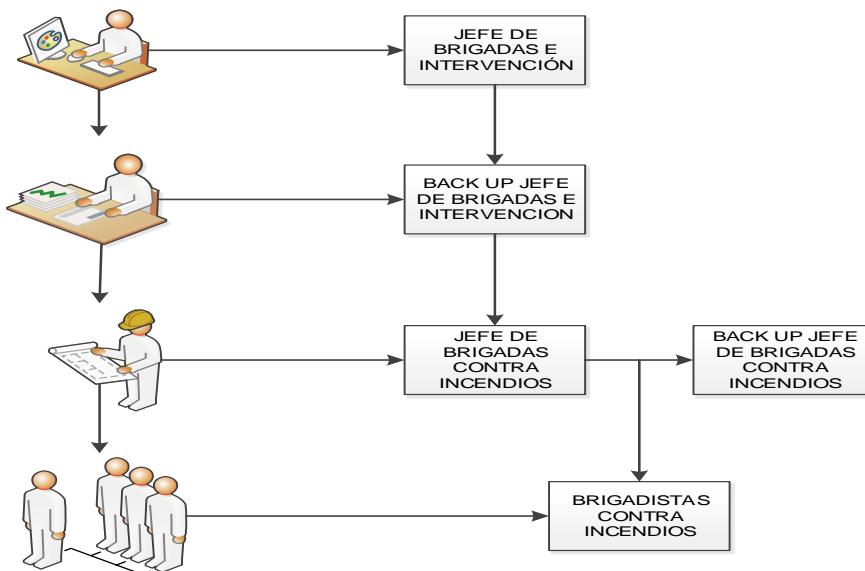 JEFE DE
BRIGADAS E
INTERVENCIÓN
BACK UP JEFE
DE BRIGADAS E
INTERVENCION
JEFE DE
BRIGADAS
CONTRA
INCENDIOS
BACK UP JEFE
DE BRIGADAS
CONTRA
INCENDIOS
BRIGADISTAS
CONTRA
INCENDIOS